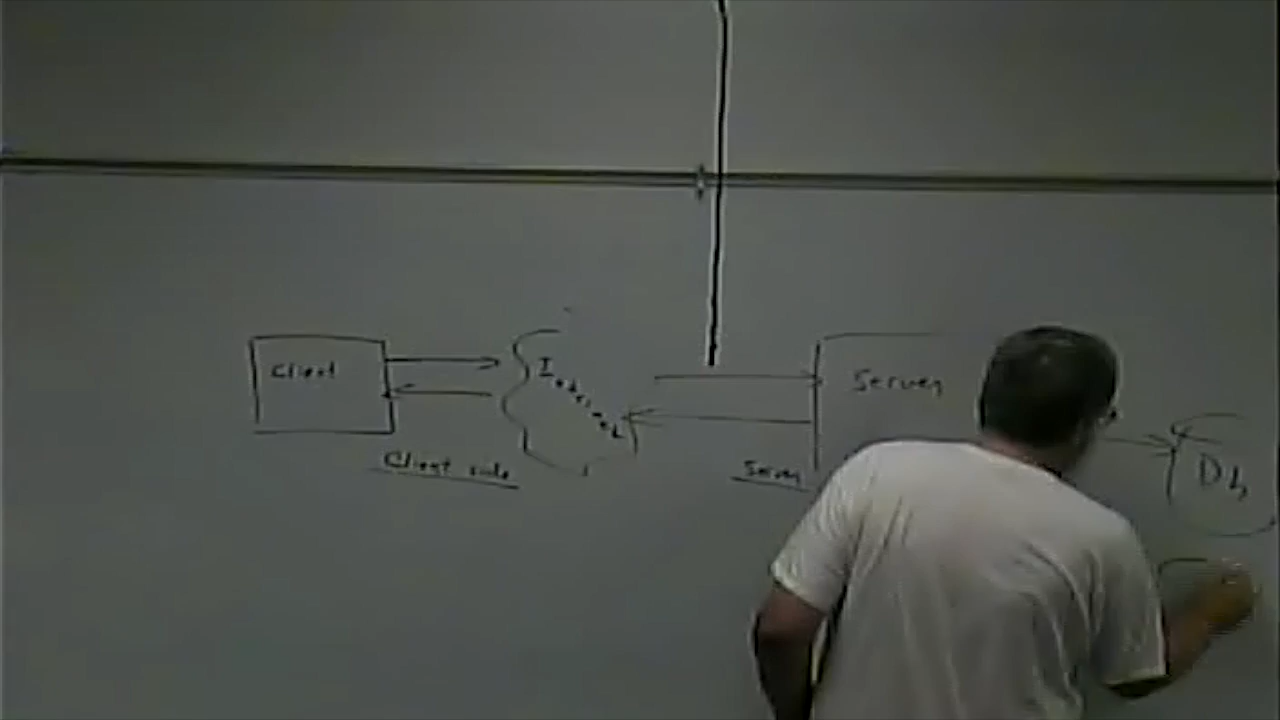 Client
Internet
Server
Db
Client side
Server